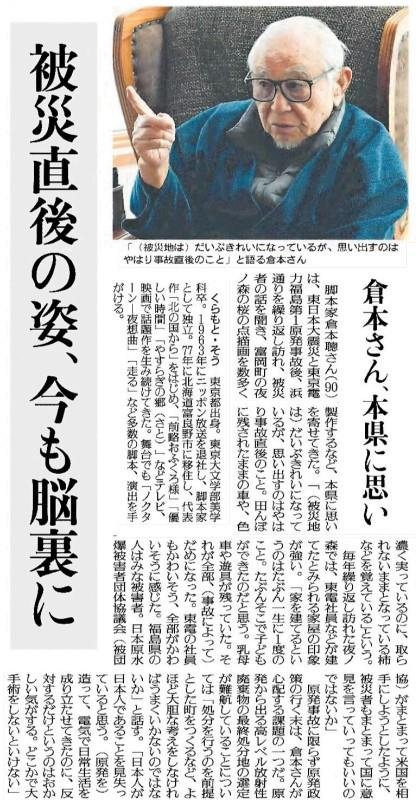 被災直後の姿、今も脳裏に
「(被災地は)だいぶきれいになっているが、思い出すのは
やはり事故直後のこと」と語る倉本さん
倉本さん、本県に思い
脚本家倉本聰さん(90)
は、東日本大震災と東京電
力福島第1原発事故後、浜
通りを繰り返し訪れ、被災
者の話を聞き、富岡町の夜
ノ森の桜の点描画を数多く
製作するなど、本県に思い
を寄せてきた。「(被災地
は)だいぶきれいになって
いるが、思い出すのはやは
り事故直後のこと。田んぼ
に残されたままの車や、色
濃く実っているのに、取ら
れないままになっている柿
などを覚えている」という。
毎年繰り返し訪れた夜ノ
森では、東電社員などが建
てたとみられる家屋の印象
が強い。「一家を建てるとい
うのはたぶん一生に1度の
こと。たぶんそこで子ども
ができたのだと思う。乳母
車や遊具が残っていた。そ
れが全部、(事故によって)
だめになった。東電の社員
もかわいそう、全部がかわ
いそうに感じた。福島県の
人はみな被害者。日本原水
爆被害者団体協議会(被団
協)がまとまって米国を相
手にしようとしたように、
被災者もまとまって国に意
見を言っていってもいいの
ではないか」
原発事故に限らず原発政
策の行く末は、倉本さんが
心配する課題の一つだ。原
発から出る高レベル放射性
廃棄物の最終処分地の選定
が難航していることについ
ては「処分を行うのを前提
とした町をつくるなど、よ
ほど大胆な考えをしなけれ
ばうまくいかないのではな
いか」と話す。「日本人が
日本人であることを見失っ
ていると思う。(原発を)
造って、電気で日常生活を
成り立たせてきたのに、反
対するだけというのはおか
しい気がする。どこかで大
手術をしないといけない」
くらもと・そう 東京都出身。東京大文学部美学
科卒。1963年にニッポン放送を退社し、脚本家
として独立。77年に北海道富良野市に移住し、代表
作「北の国から」をはじめ、「前略おふくろ様」「優
しい時間」「やすらぎの郷(さと)」などテレビ、
映画で話題作を生み続けてきた。舞台でも「ノクタ
ーン―夜想曲」「走る」など多数の脚本、演出を手
がける。